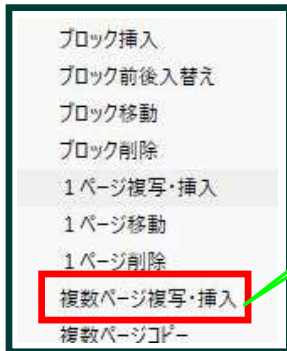 ブロック挿入
ブロック前後入替え
ブロック移動
ブロック削除
1ページ複写・挿入
1ページ移動
1ページ削除
複数ページ複写・挿入
複数ページコピー